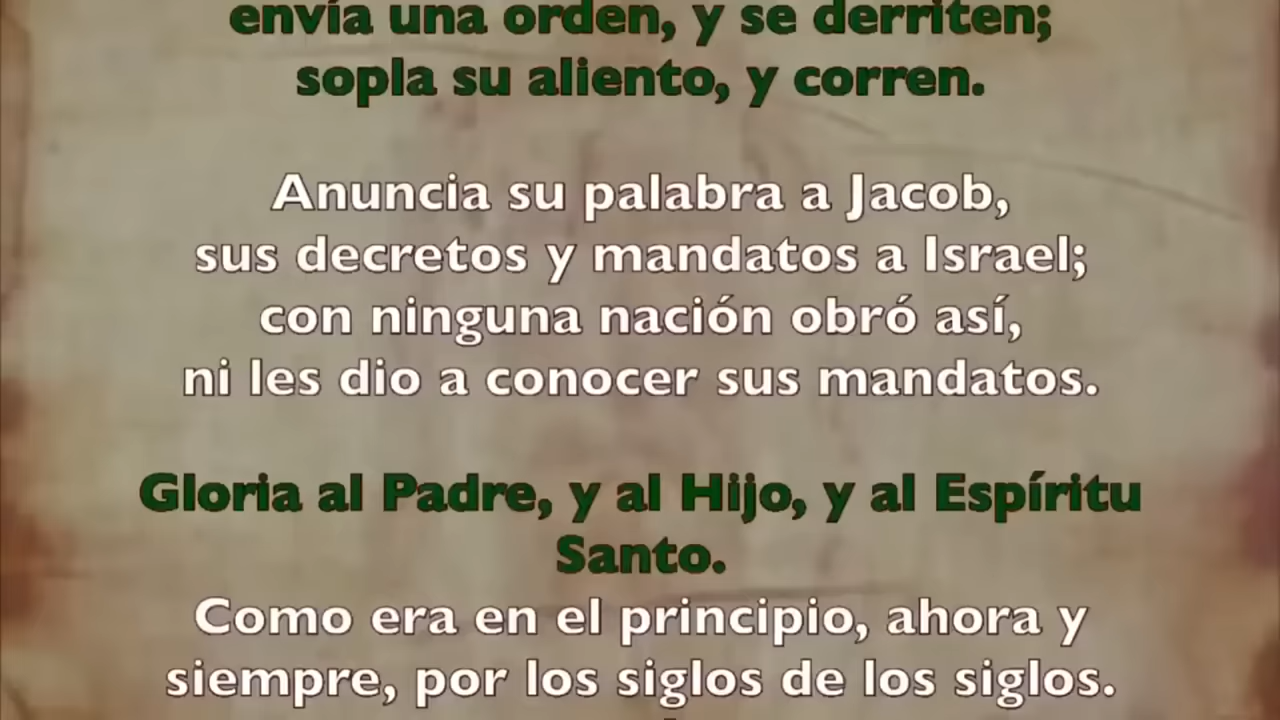 envía una orden, y se derriten;
sopla su aliento, y corren.
Anuncia su palabra a Jacob,
sus decretos y mandatos a Israel;
con ninguna nación obró así,
ni les dio a conocer sus mandatos.
Gloria al Padre, y al Hijo, y al Espíritu
Santo.
Como era en el principio, ahora y
siempre, por los siglos de los siglos.